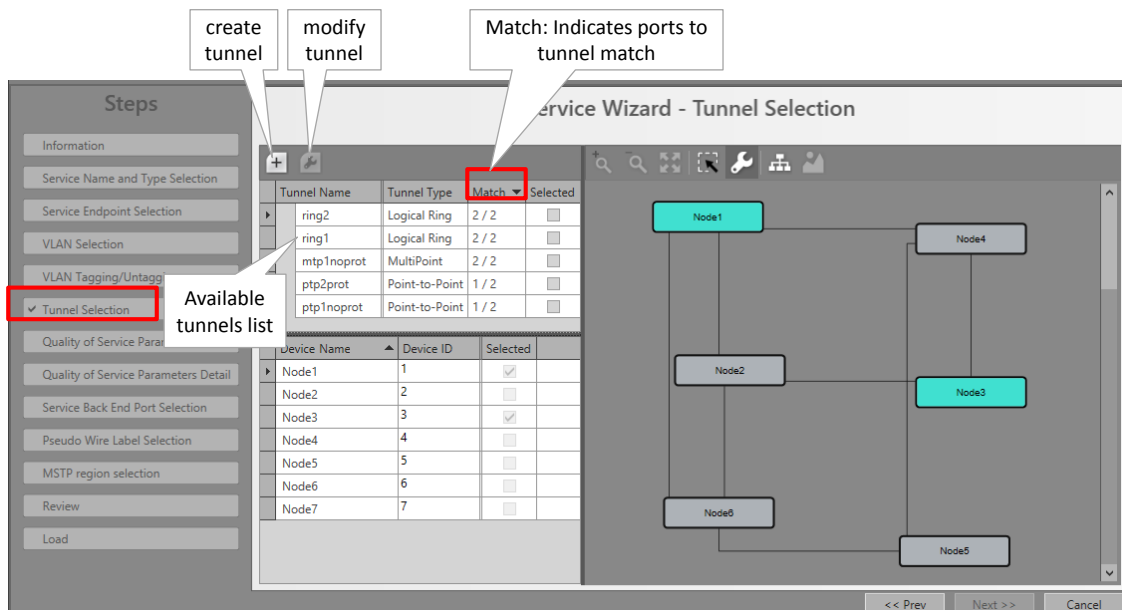 create
tunnel
modify
tunnel
Match: Indicates ports to
tunnel match
Steps
Information
Service Name and Type Selection
Service Endpoint Selection
VLAN Selection
VLAN Tagging/Untagg
Tunnel Selection
Quality of Service Para
Quality of Service Parameters Detail
Service Back End Port Selection
Pseudo Wire Label Selection
MSTP region selection
Review
Load
ervice Wizard - Tunnel Selection
Tunnel Name Tunnel Type Match Selected
ring2 Logical Ring 2 / 2
ring1 Logical Ring 2 / 2
mtp1noprot MultiPoint 2 / 2
ptp2prot Point-to-Point 1 / 2
ptp1noprot Point-to-Point 1 / 2
Available
tunnels list
Device Name Device ID Selected
Node1 1
Node2 2
Node3 3
Node4 4
Node5 5
Node6 6
Node7 7
Node1
Node4
Node2
Node3
Node6
Node5
<< Prev Next >> Cancel